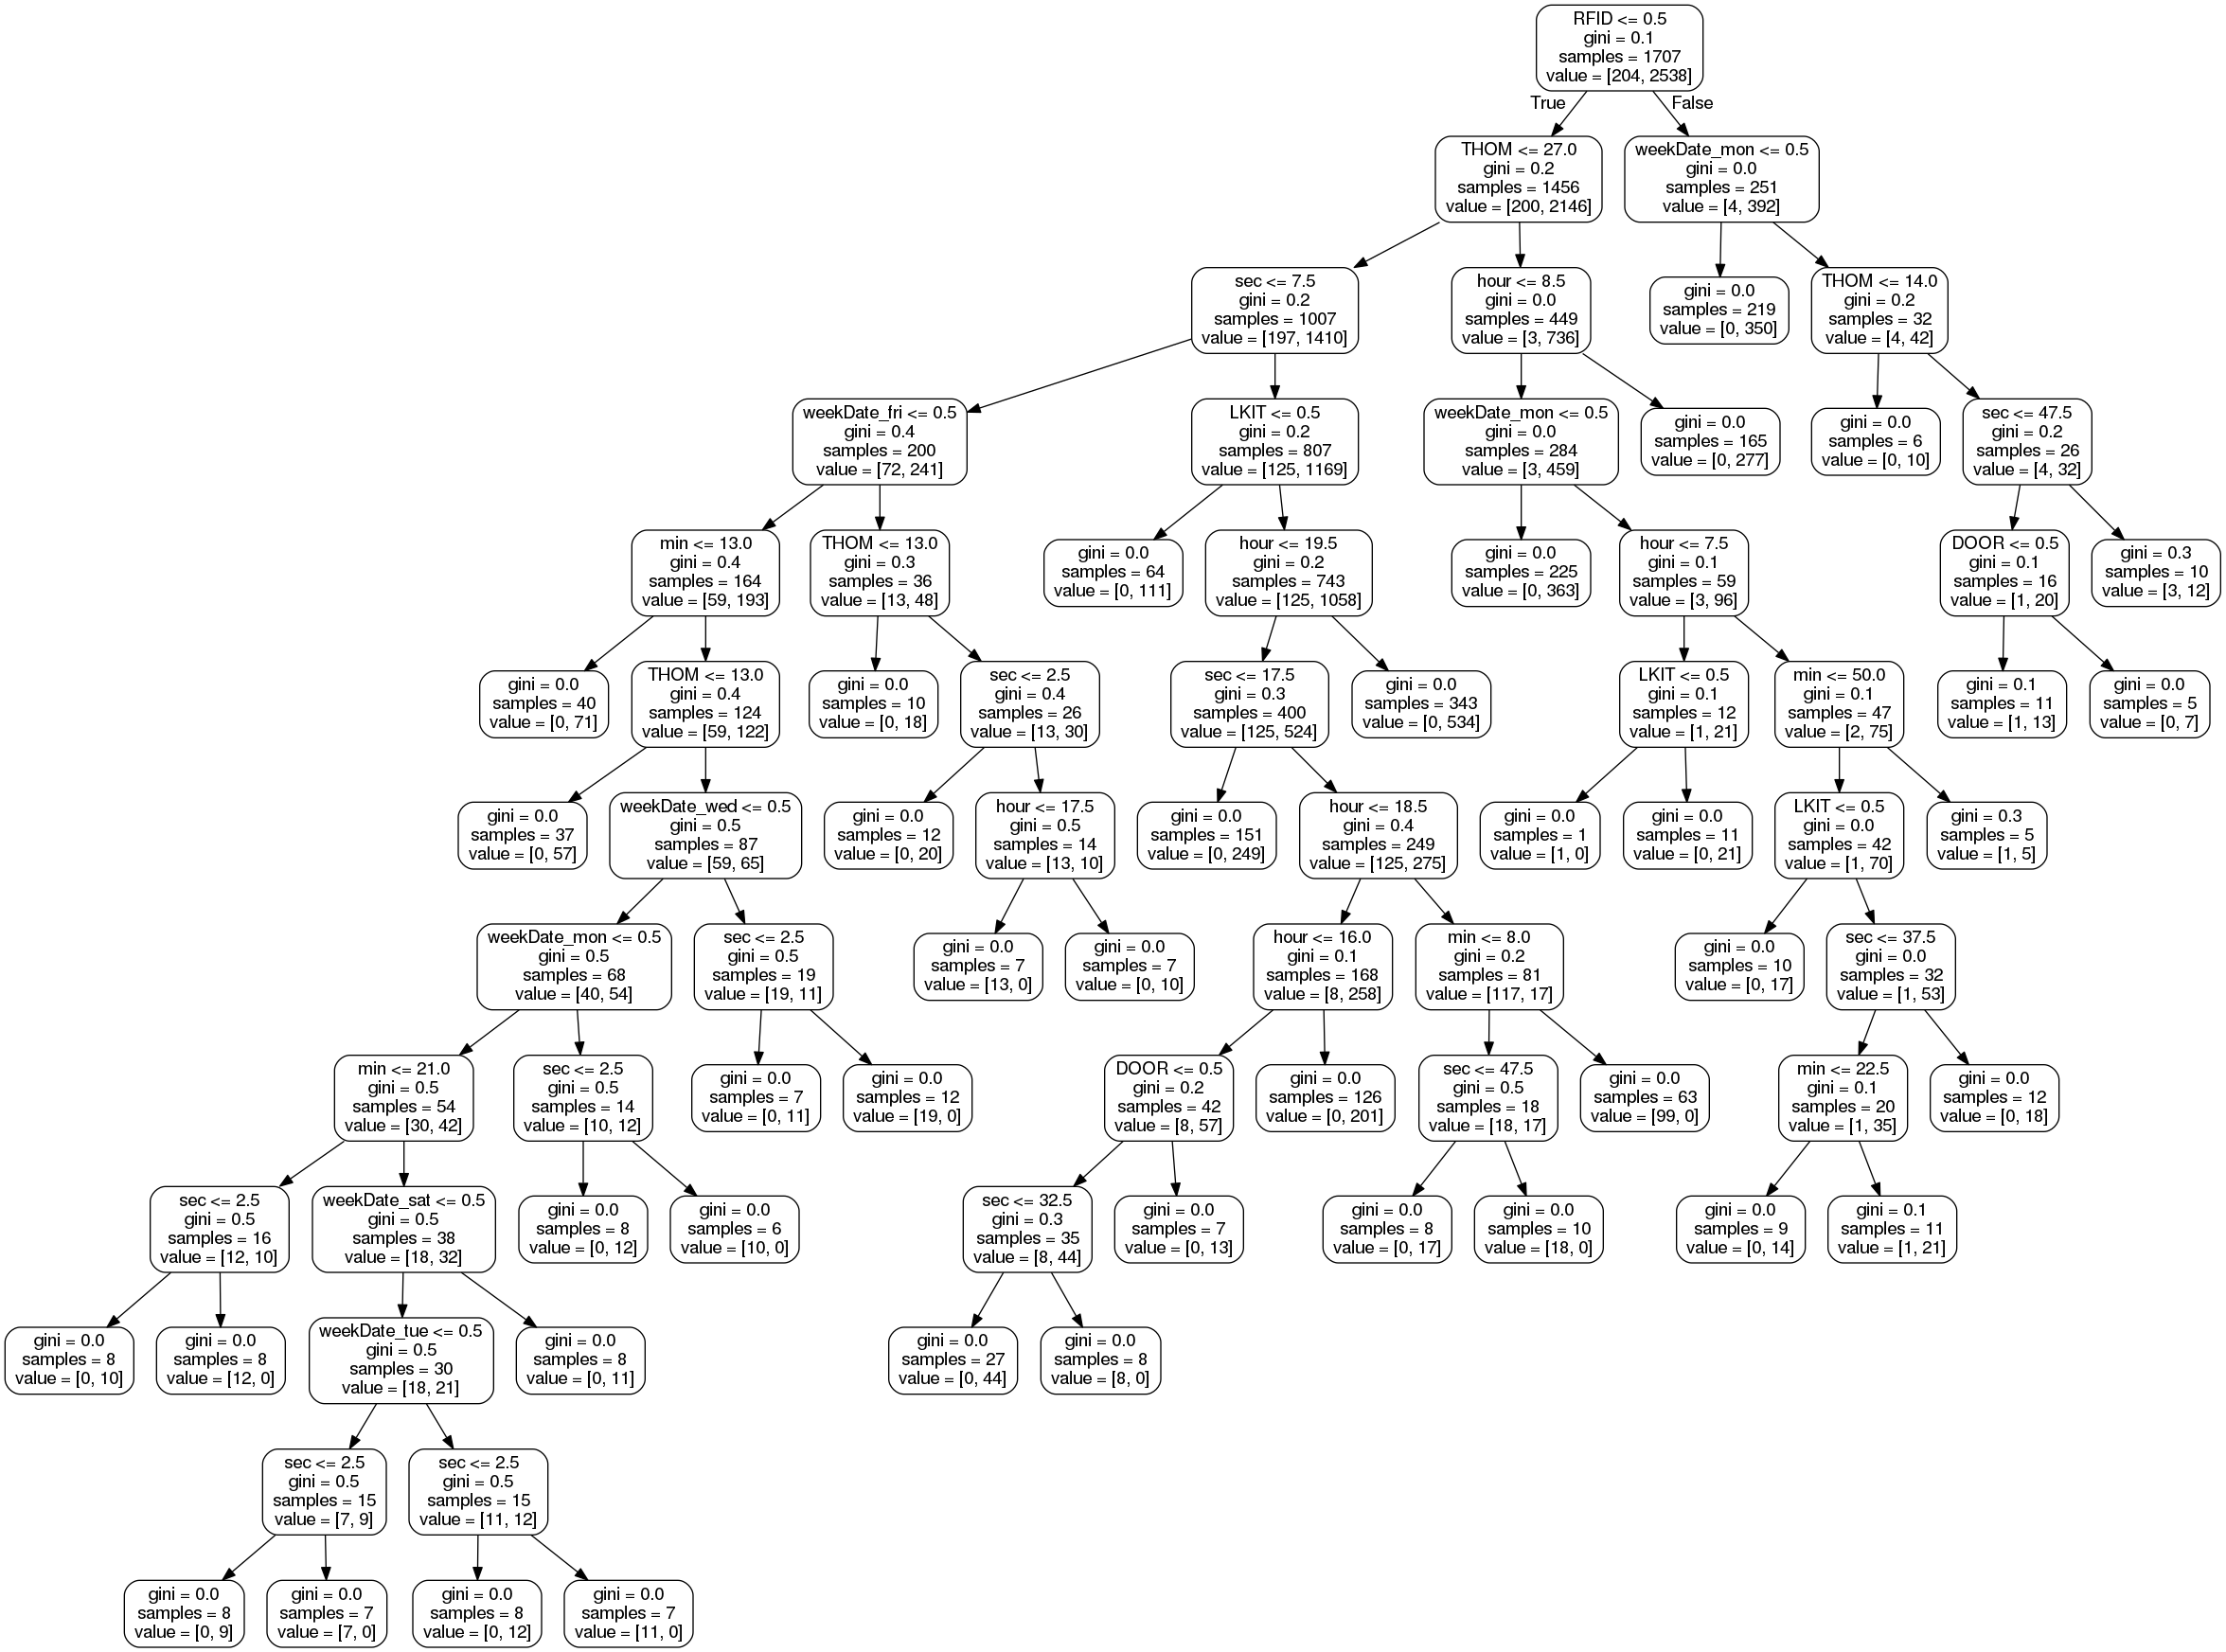 RFID <= 0.5
gini = 0.1
samples = 1707
value = [204, 2538]
True
False
THOM <= 27.0
gini = 0.2
samples = 1456
value = [200, 2146]
weekDate_mon <= 0.5
gini = 0.0
samples = 251
value = [4, 392]
sec <= 7.5
gini = 0.2
samples = 1007
value = [197, 1410]
hour <= 8.5
gini = 0.0
samples = 449
value = [3, 736]
gini = 0.0
samples = 219
value = [0, 350]
THOM <= 14.0
gini = 0.2
samples = 32
value = [4, 42]
weekDate_fri <= 0.5
gini = 0.4
samples = 200
value = [72, 241]
LKIT <= 0.5
gini = 0.2
samples = 807
value = [125, 1169]
weekDate_mon <= 0.5
gini = 0.0
samples = 284
value = [3, 459]
gini = 0.0
samples = 165
value = [0, 277]
gini = 0.0
samples = 6
value = [0, 10]
sec <= 47.5
gini = 0.2
samples = 26
value = [4, 32]
min <= 13.0
gini = 0.4
samples = 164
value = [59, 193]
THOM <= 13.0
gini = 0.3
samples = 36
value = [13, 48]
gini = 0.0
samples = 64
value = [0, 111]
hour <= 19.5
gini = 0.2
samples = 743
value = [125, 1058]
gini = 0.0
samples = 225
value = [0, 363]
hour <= 7.5
gini = 0.1
samples = 59
value = [3, 96]
DOOR <= 0.5
gini = 0.1
samples = 16
value = [1, 20]
gini = 0.3
samples = 10
value = [3, 12]
gini = 0.0
samples = 40
value = [0, 71]
THOM <= 13.0
gini = 0.4
samples = 124
value = [59, 122]
gini = 0.0
samples = 10
value = [0, 18]
sec <= 2.5
gini = 0.4
samples = 26
value = [13, 30]
sec <= 17.5
gini = 0.3
samples = 400
value = [125, 524]
gini = 0.0
samples = 343
value = [0, 534]
LKIT <= 0.5
gini = 0.1
samples = 12
value = [1, 21]
min <= 50.0
gini = 0.1
samples = 47
value = [2, 75]
gini = 0.1
samples = 11
value = [1, 13]
gini = 0.0
samples = 5
value = [0, 7]
gini = 0.0
samples = 37
value = [0, 57]
weekDate_wed <= 0.5
gini = 0.5
samples = 87
value = [59, 65]
gini = 0.0
samples = 12
value = [0, 20]
hour <= 17.5
gini = 0.5
samples = 14
value = [13, 10]
gini = 0.0
samples = 151
value = [0, 249]
hour <= 18.5
gini = 0.4
samples = 249
value = [125, 275]
gini = 0.0
samples = 1
value = [1, 0]
gini = 0.0
samples = 11
value = [0, 21]
LKIT <= 0.5
gini = 0.0
samples = 42
value = [1, 70]
gini = 0.3
samples = 5
value = [1, 5]
weekDate_mon <= 0.5
gini = 0.5
samples = 68
value = [40, 54]
sec <= 2.5
gini = 0.5
samples = 19
value = [19, 11]
gini = 0.0
samples = 7
value = [13, 0]
gini = 0.0
samples = 7
value = [0, 10]
hour <= 16.0
gini = 0.1
samples = 168
value = [8, 258]
min <= 8.0
gini = 0.2
samples = 81
value = [117, 17]
gini = 0.0
samples = 10
value = [0, 17]
sec <= 37.5
gini = 0.0
samples = 32
value = [1, 53]
min <= 21.0
gini = 0.5
samples = 54
value = [30, 42]
sec <= 2.5
gini = 0.5
samples = 14
value = [10, 12]
gini = 0.0
samples = 7
value = [0, 11]
gini = 0.0
samples = 12
value = [19, 0]
DOOR <= 0.5
gini = 0.2
samples = 42
value = [8, 57]
gini = 0.0
samples = 126
value = [0, 201]
sec <= 47.5
gini = 0.5
samples = 18
value = [18, 17]
gini = 0.0
samples = 63
value = [99, 0]
min <= 22.5
gini = 0.1
samples = 20
value = [1, 35]
gini = 0.0
samples = 12
value = [0, 18]
sec <= 2.5
gini = 0.5
samples = 16
value = [12, 10]
weekDate_sat <= 0.5
gini = 0.5
samples = 38
value = [18, 32]
gini = 0.0
samples = 8
value = [0, 12]
gini = 0.0
samples = 6
value = [10, 0]
sec <= 32.5
gini = 0.3
samples = 35
value = [8, 44]
gini = 0.0
samples = 7
value = [0, 13]
gini = 0.0
samples = 8
value = [0, 17]
gini = 0.0
samples = 10
value = [18, 0]
gini = 0.0
samples = 9
value = [0, 14]
gini = 0.1
samples = 11
value = [1, 21]
gini = 0.0
samples = 8
value = [0, 10]
gini = 0.0
samples = 8
value = [12, 0]
weekDate_tue <= 0.5
gini = 0.5
samples = 30
value = [18, 21]
gini = 0.0
samples = 8
value = [0, 11]
gini = 0.0
samples = 27
value = [0, 44]
gini = 0.0
samples = 8
value = [8, 0]
sec <= 2.5
gini = 0.5
samples = 15
value = [7, 9]
sec <= 2.5
gini = 0.5
samples = 15
value = [11, 12]
gini = 0.0
samples = 8
value = [0, 9]
gini = 0.0
samples = 7
value = [7, 0]
gini = 0.0
samples = 8
value = [0, 12]
gini = 0.0
samples = 7
value = [11, 0]